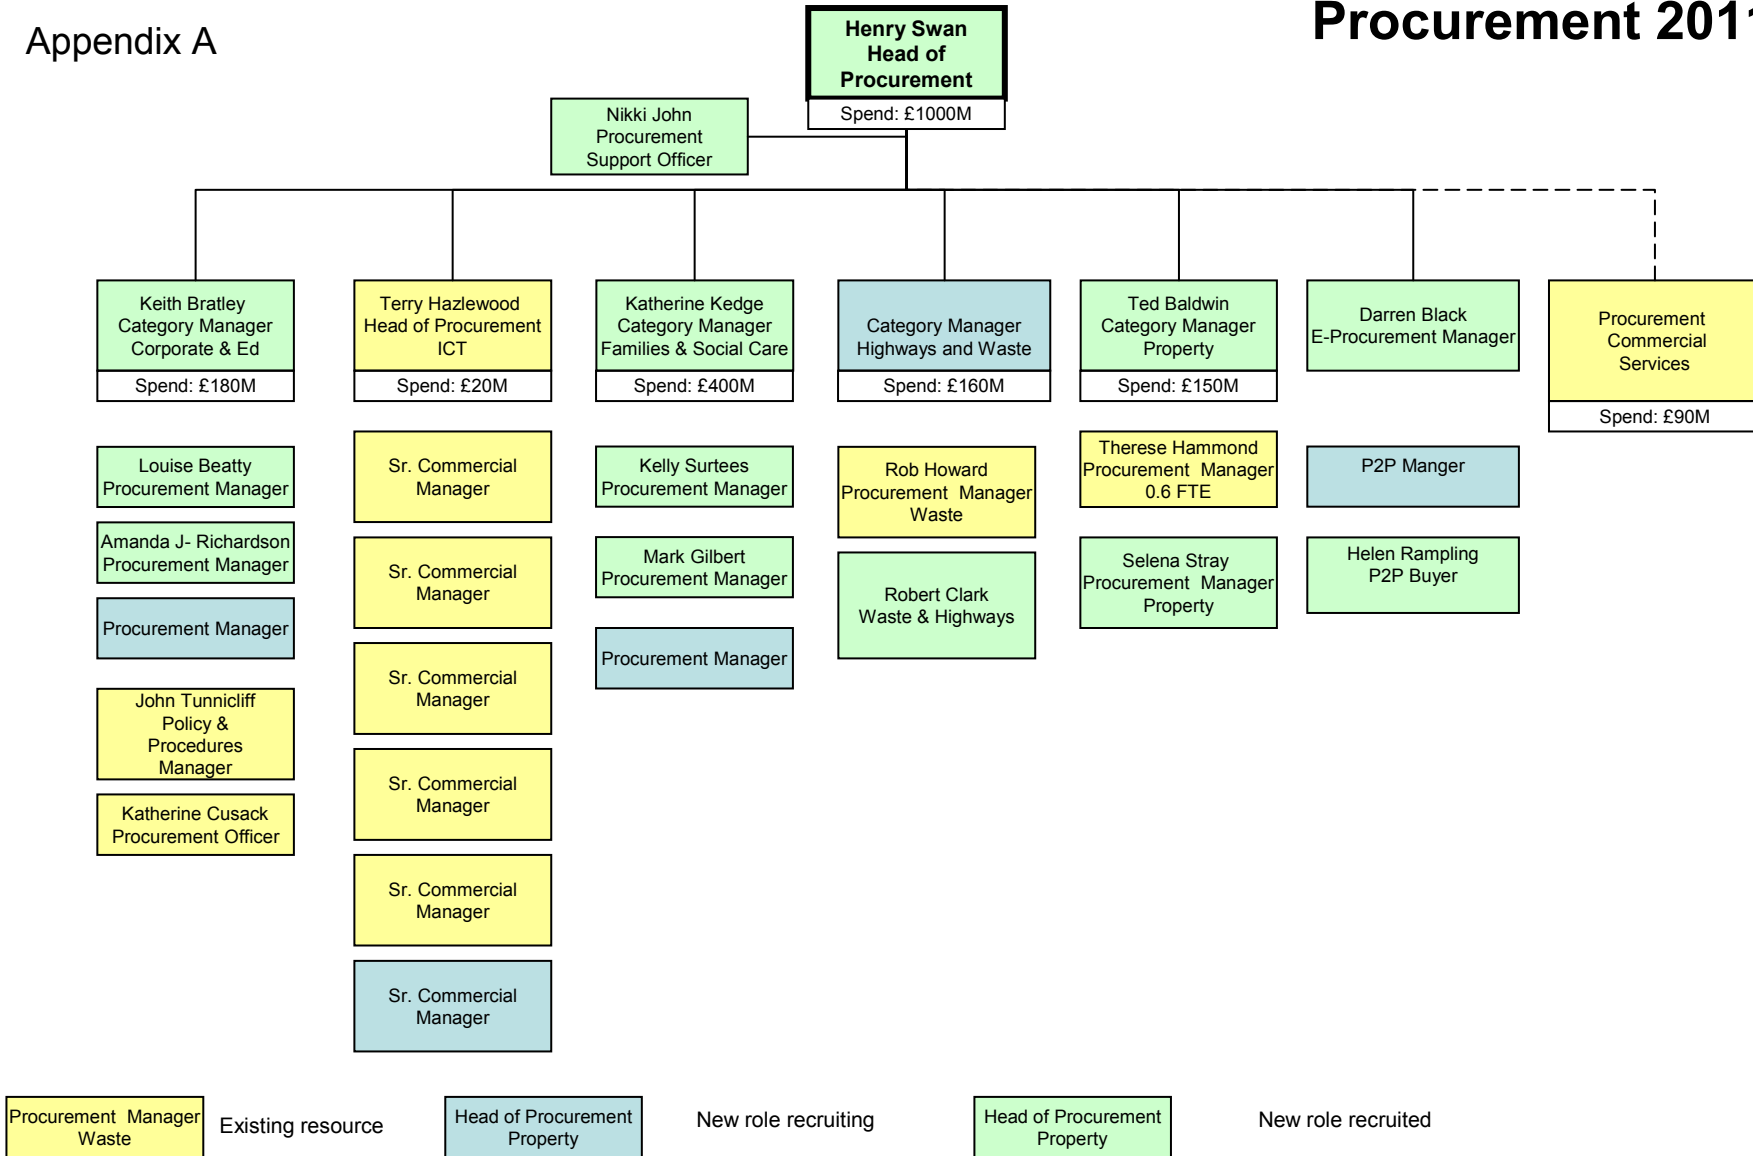 Appendix A
Procurement 2011
Henry Swan
Head of
Procurement
Spend: £1000M
Nikki John
Procurement
Support Officer
Keith Bratley
Category Manager
Corporate & Ed
Spend: £180M
Terry Hazlewood
Head of Procurement
ICT
Spend: £20M
Katherine Kedge
Category Manager
Families & Social Care
Spend: £400M
Category Manager
Highways and Waste
Spend: £160M
Ted Baldwin
Category Manager
Property
Spend: £150M
Darren Black
E-Procurement Manager
Procurement
Commercial
Services
Spend: £90M
Louise Beatty
Procurement Manager
Amanda J- Richardson
Procurement Manager
Procurement Manager
John Tunnicliff
Policy &
Procedures
Manager
Katherine Cusack
Procurement Officer
Sr. Commercial
Manager
Sr. Commercial
Manager
Sr. Commercial
Manager
Sr. Commercial
Manager
Sr. Commercial
Manager
Sr. Commercial
Manager
Kelly Surtees
Procurement Manager
Mark Gilbert
Procurement Manager
Procurement Manager
Rob Howard
Procurement Manager
Waste
Robert Clark
Waste & Highways
Therese Hammond
Procurement Manager
0.6 FTE
Selena Stray
Procurement Manager
Property
P2P Manger
Helen Rampling
P2P Buyer
Procurement Manager
Waste
Existing resource
Head of Procurement
Property
New role recruiting
Head of Procurement
Property
New role recruited